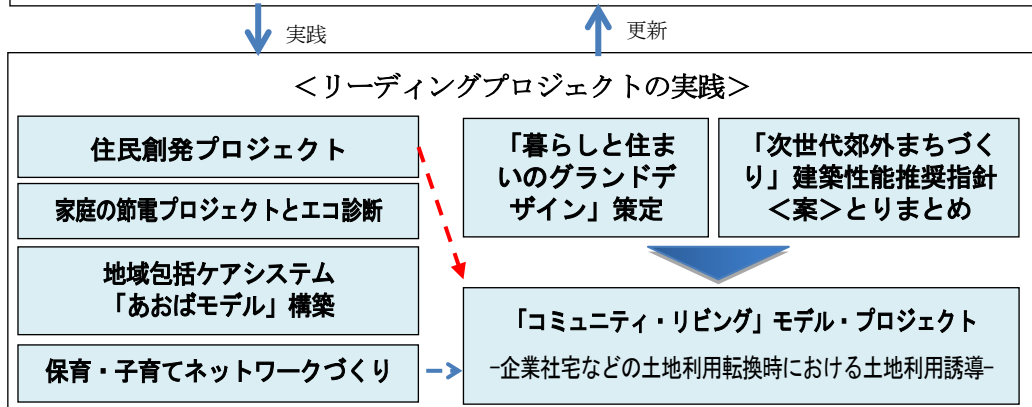 実践
更新
＜リーディングプロジェクトの実践＞
住民創発プロジェクト
家庭の節電プロジェクトとエコ診断
地域包括ケアシステム
「あおばモデル」構築
保育・子育てネットワークづくり
「暮らしと住ま
いのグランドデ
ザイン」策定
「次世代郊外まちづく
り」建築性能推奨指針
＜案＞とりまとめ
「コミュニティ・リビング」モデル・プロジェクト
-企業社宅などの土地利用転換時における土地利用誘導-